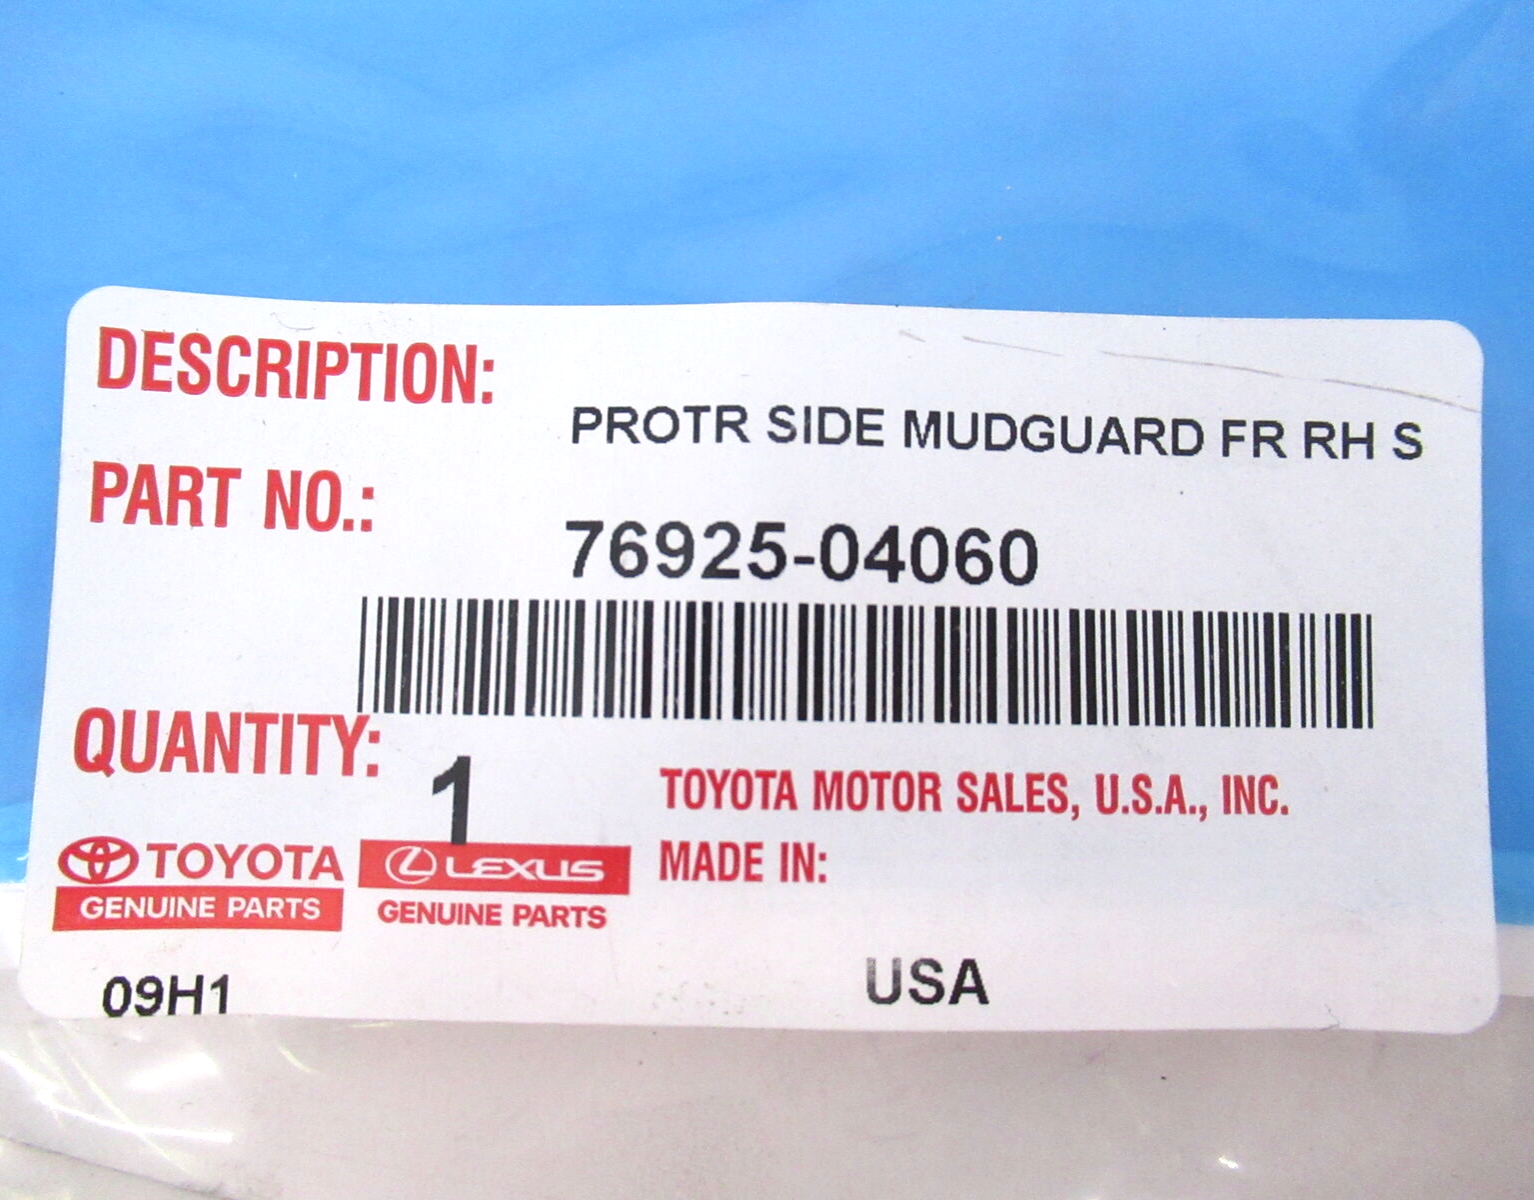 DESCRIPTION:
PROTR SIDE MUDGUARD FR RH S
PART NO.:
76925-04060
QUANTITY:
1
TOYOTA MOTOR SALES, U.S.A., INC.
TOYOTA
GENUINE PARTS
LEXUS
GENUINE PARTS
MADE IN:
USA
09H1